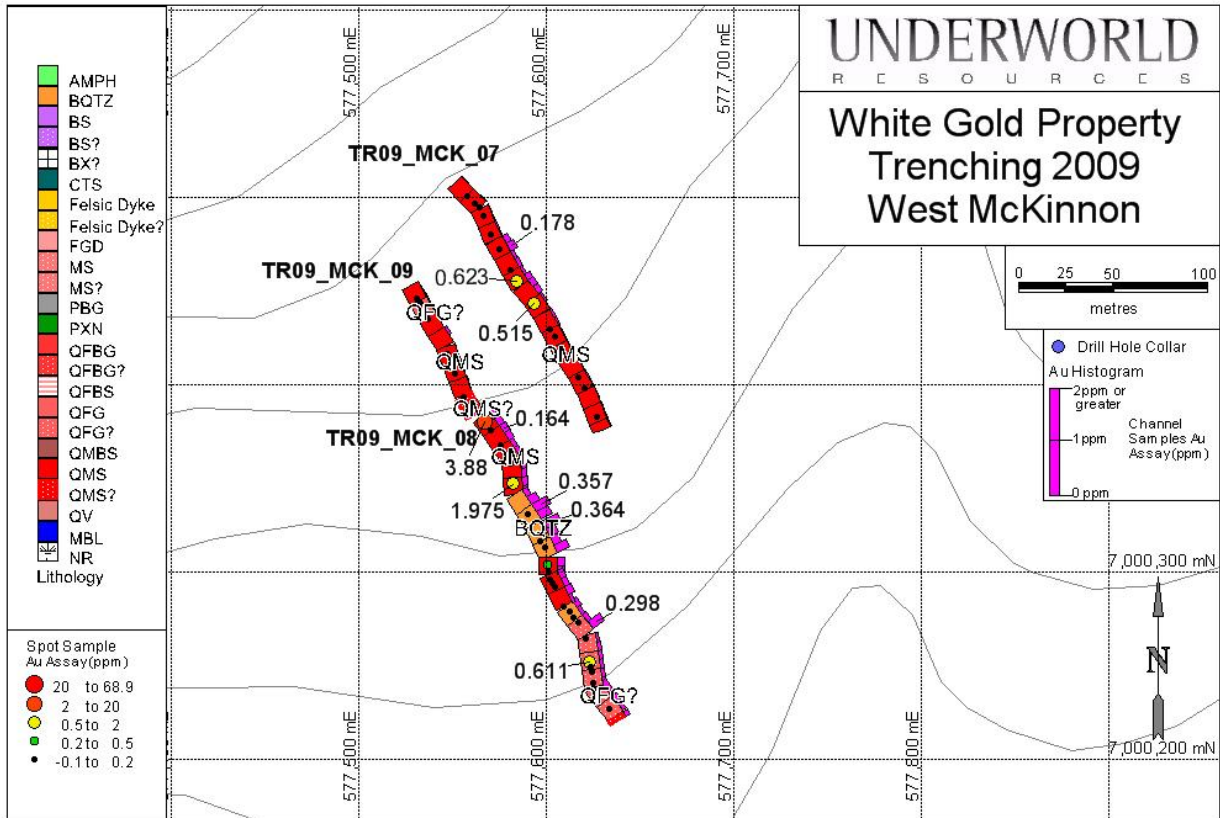 UNDERWORLD
RESOURCES
White Gold Property
Trenching 2009
West McKinnon
AMPH
BQTZ
BS
BS?
BX?
CTS
Felsic Dyke
Felsic Dyke?
FGD
MS
MS?
PBG
PXN
QFBG
QFBG?
QFBS
QFG
QFG?
QMBS
QMS
QMS?
QV
MBL
NR
Lithology
Spot Sample
Au Assay(ppm)
20 to 68.9
2 to 20
0.5 to 2
0.2 to 0.5
-0.1 to 0.2
577,500 mE
577,600 mE
577,700 mE
TR09_MCK_07
0.178
TR09_MCK_09
0.623
QFG?
0.515
QMS
QMS
QMS?
0.164
TR09_MCK_08
QMS
3.88
0.357
1.975
0.364
BQTZ
0.298
0.611
QFG?
577,500 mE
577,600 mE
577,700 mE
577,800 mE
0 25 50 100
metres
Drill Hole Collar
Au Histogram
2ppm or
greater
1ppm
0 ppm
Channel
Samples Au
Assay(ppm)
7,000,300 mN
N
7,000,200 mN